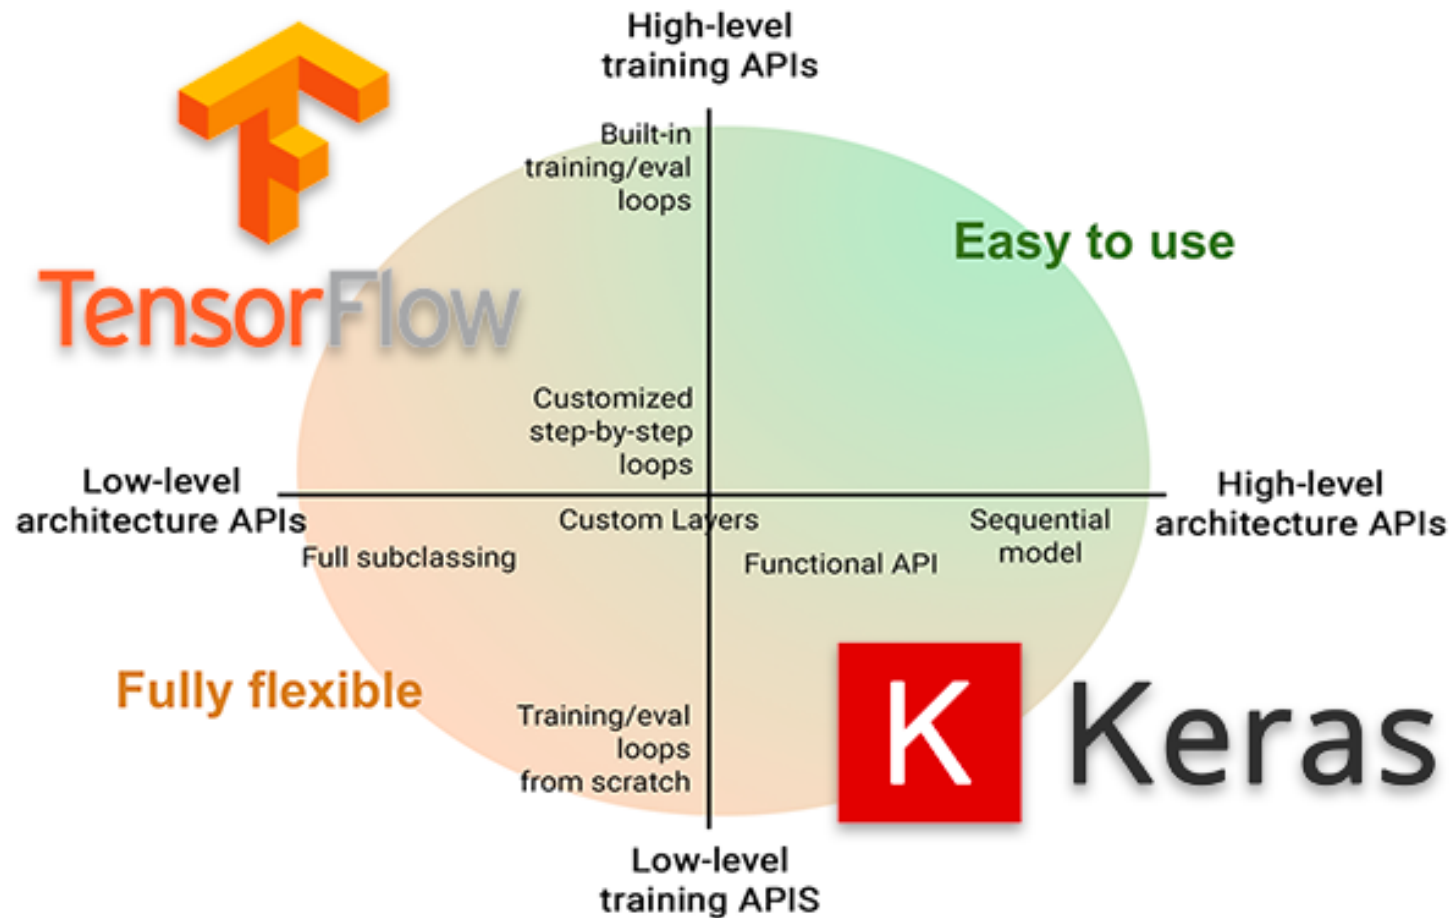 High-level
training APIs
Built-in
training/eval
loops
Easy to use
TensorFlow
Customized
step-by-step
loops
Low-level
architecture APIs
High-level
architecture APIs
Custom Layers
Sequential
model
Full subclassing
Functional API
Fully flexible
K Keras
Training/eval
loops
from scratch
Low-level
training APIS